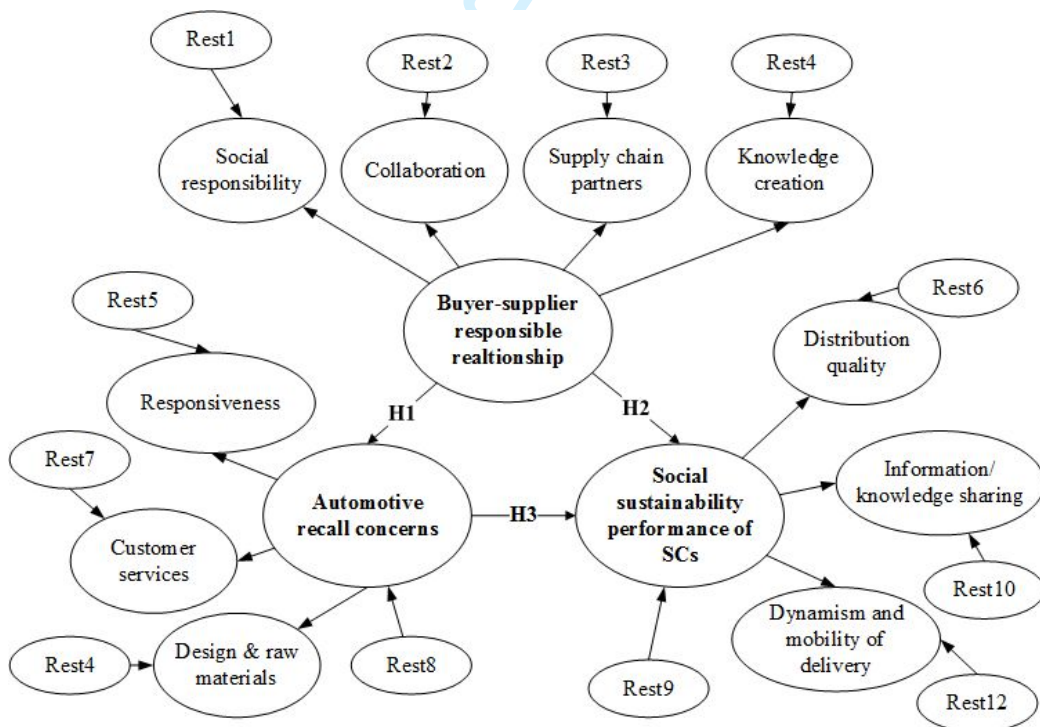 Rest1
Rest2
Rest3
Rest4
Social
responsibility
Collaboration
Supply chain
partners
Knowledge
creation
Buyer-supplier
responsible
realtionship
Rest5
Rest6
Distribution
quality
Responsiveness
H1
H2
Rest7
Automotive
recall concerns
H3
Social
sustainability
performance of
SCs
Information/
knowledge sharing
Customer
services
Rest10
Rest4
Design & raw
materials
Rest8
Rest9
Dynamism and
mobility of
delivery
Rest12